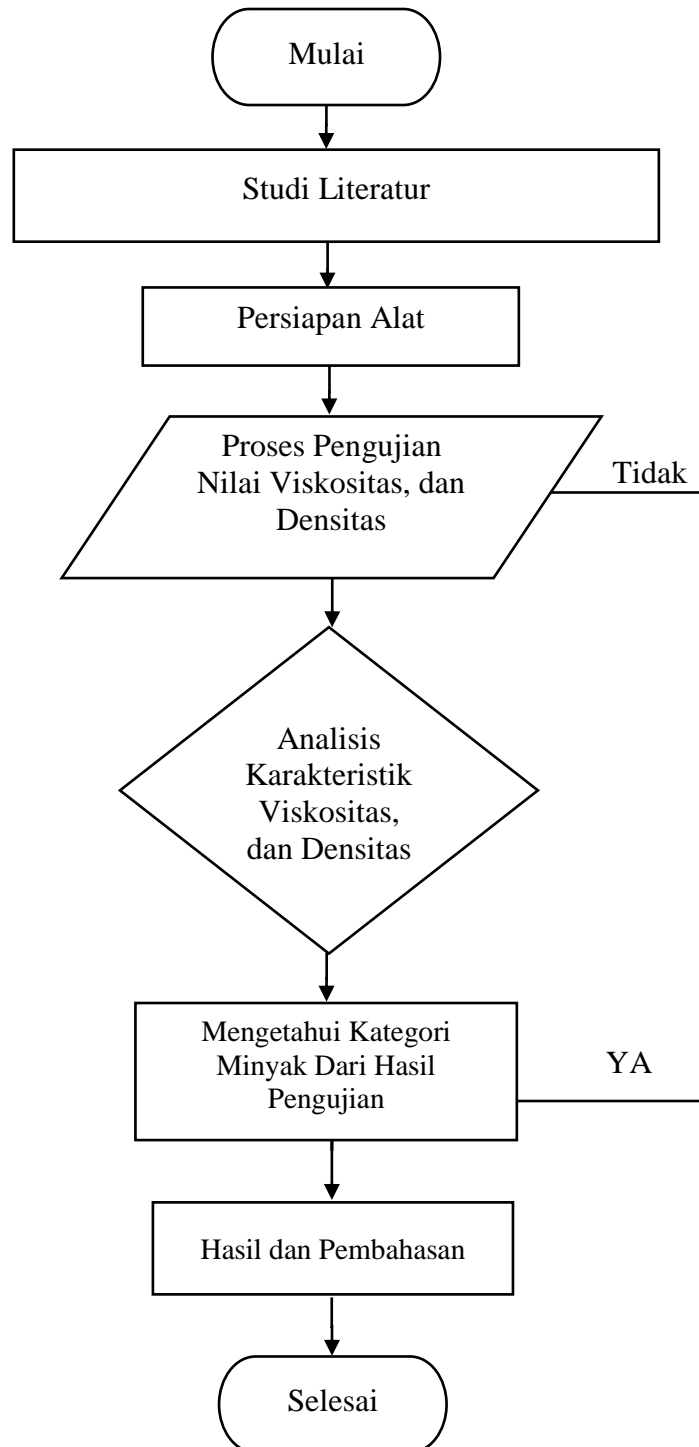 Mulai
Studi Literatur
Persiapan Alat
Proses Pengujian
Nilai Viskositas, dan
Densitas
Tidak
Analisis
Karakteristik
Viskositas,
dan Densitas
Mengetahui Kategori
Minyak Dari Hasil
Pengujian
YA
Hasil dan Pembahasan
Selesai